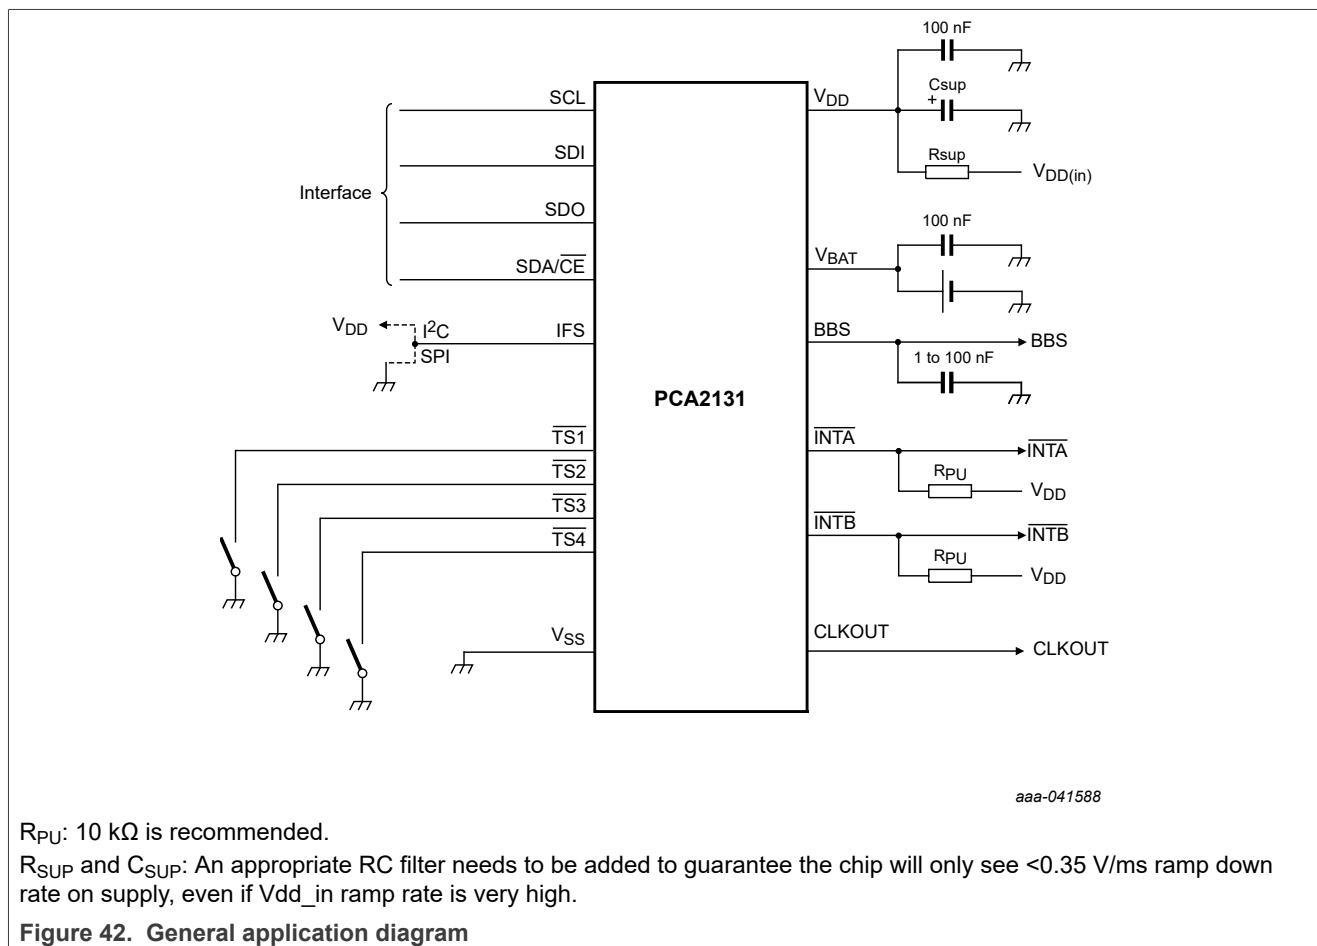 100 nF
SCL
VDD
Csup
+
SDI
Rsup
VDD(in)
Interface
SDO
100 nF
SDA/CE
VBAT
VDD
I2C
IFS
SPI
BBS
BBS
1 to 100 nF
PCA2131
TS1
INTA
INTA
TS2
RPU
VDD
TS3
INTB
INTB
TS4
RPU
VDD
VSS
CLKOUT
CLKOUT
aaa-041588
RPU: 10 kΩ is recommended.
RSUP and CSUP: An appropriate RC filter needs to be added to guarantee the chip will only see <0.35 V/ms ramp down
rate on supply, even if Vdd_in ramp rate is very high.
Figure 42. General application diagram